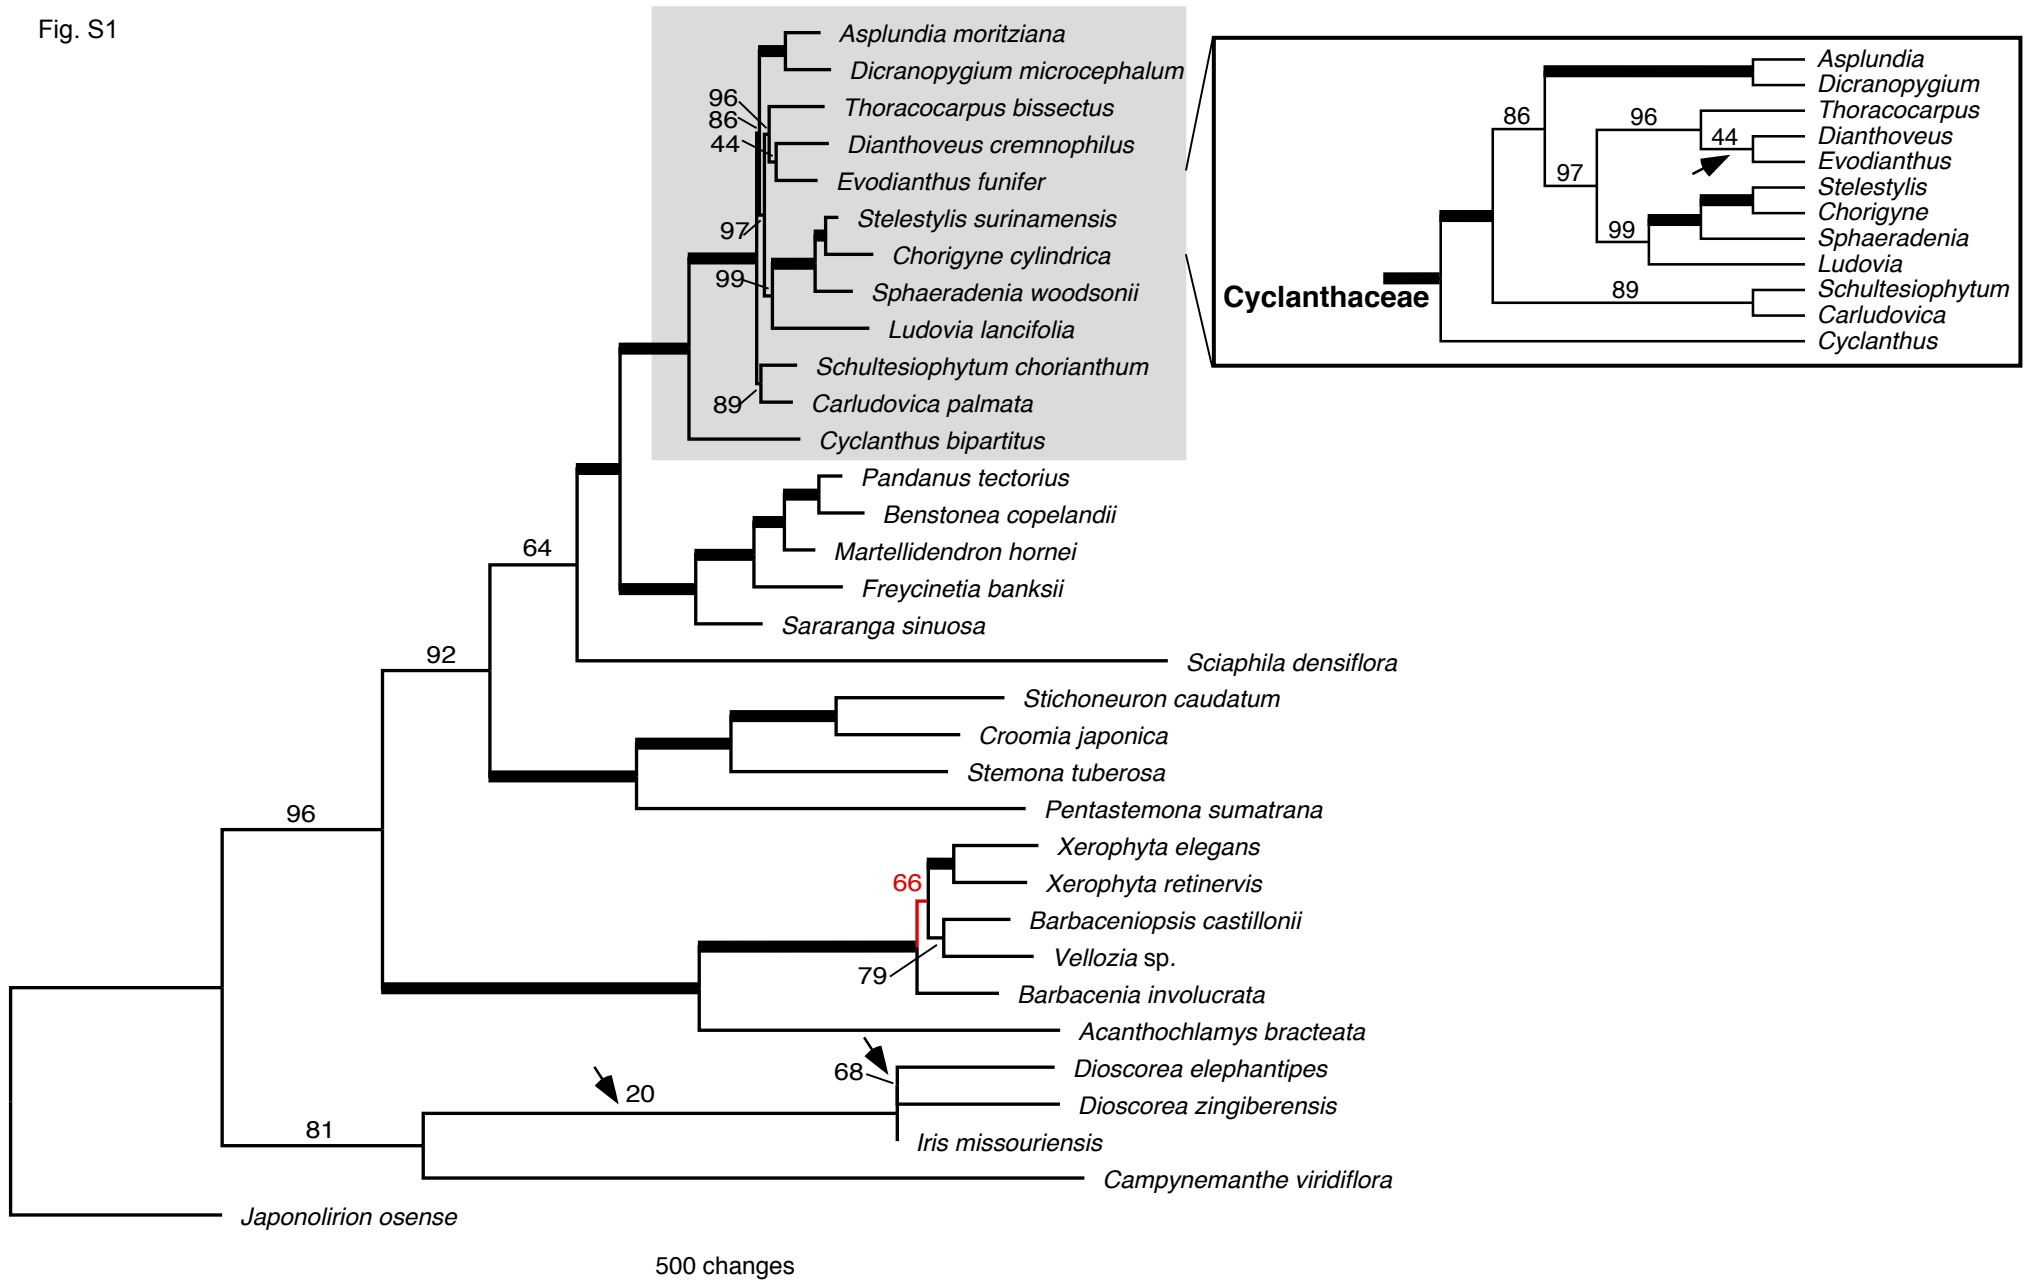 Fig. S1
Asplundia moritziana
Dicranopygium microcephalum
96
Thoracocarpus bissectus
86
44
Dianthoveus cremnophilus
Evodianthus funifer
Stelestylis surinamensis
97
Chorigyne cylindrica
99
Sphaeradenia woodsonii
Ludovia lancifolia
Schultesiophytum chorianthum
89
Carludovica palmata
Cyclanthus bipartitus
Asplundia
Dicranopygium
86
96
Thoracocarpus
44
Dianthoveus
Evodianthus
97
Stelestylis
Chorigyne
99
Sphaeradenia
Ludovia
Cyclanthaceae
89
Schultesiophytum
Carludovica
Cyclanthus
Pandanus tectorius
Benstonea copelandii
64
Martellidendron hornei
Freycinetia banksii
Sararanga sinuosa
92
Sciaphila densiflora
Stichoneuron caudatum
Croomia japonica
Stemona tuberosa
96
Pentastemona sumatrana
Xerophyta elegans
66
Xerophyta retinervis
Barbaceniopsis castillonii
Vellozia sp.
79
Barbacenia involucrata
Acanthochlamys bracteata
68
Dioscorea elephantipes
20
Dioscorea zingiberensis
81
Iris missouriensis
Campynemanthe viridiflora
Japonolirion osense
500 changes